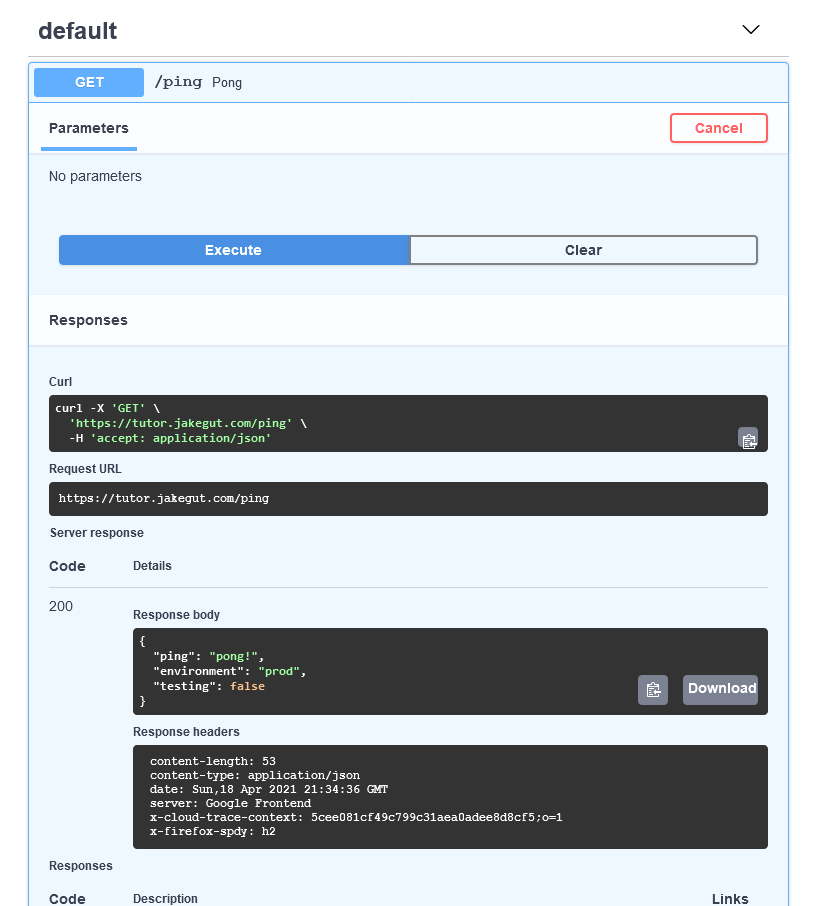 default
GET /ping Pong
Parameters Cancel
No parameters
Execute Clear
Responses
Curl
curl -X 'GET' \
'https://tutor.jakegut.com/ping' \
-H 'accept: application/json'
Request URL
https://tutor.jakegut.com/ping
Server response
Code Details
200
Response body
{
"ping": "pong!",
"environment": "prod",
"testing": false
}
Download
Response headers
content-length: 53
content-type: application/json
date: Sun,18 Apr 2021 21:34:36 GMT
server: Google Frontend
x-cloud-trace-context: 5cee081cf49c799c31aea0adee8d8cf5;o=1
x-firefox-spdy: h2
Responses
Code Description Links